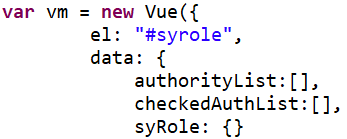 var vm = new Vue({
        el: "#syrole",
        data: {
            authorityList:[],
            checkedAuthList:[],
            syRole: {}